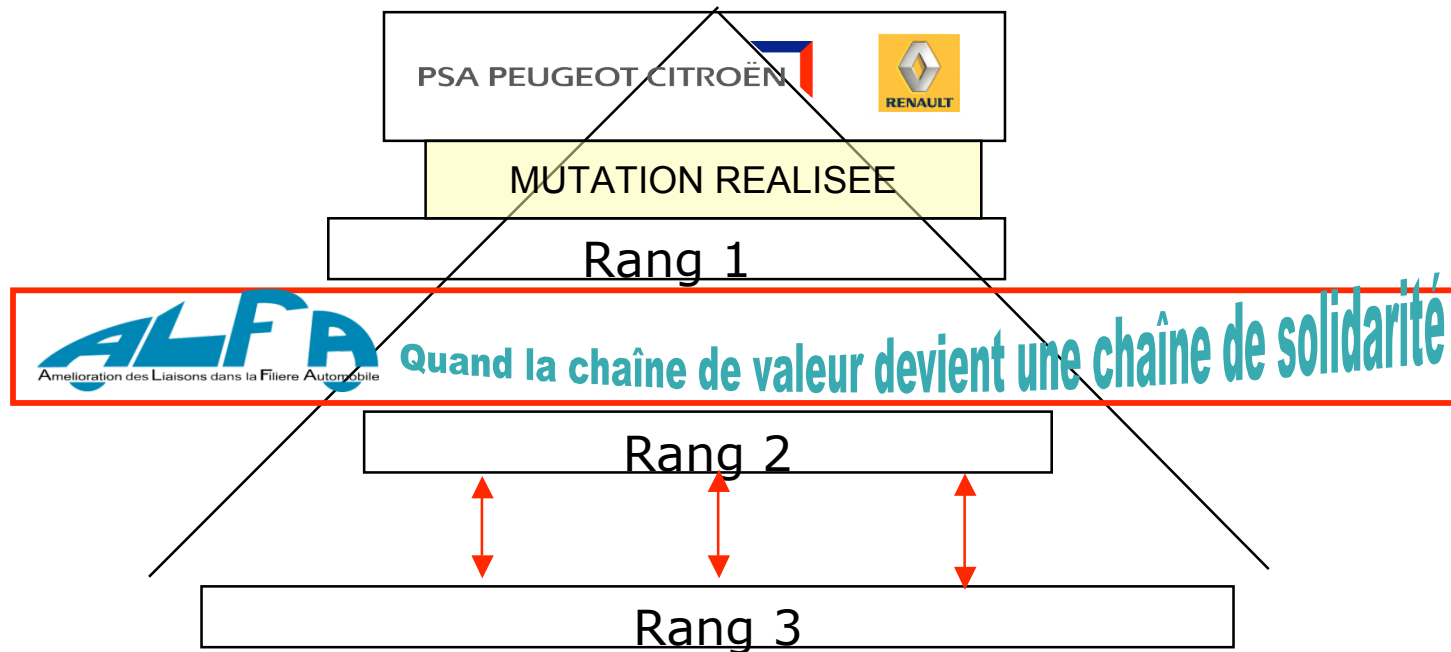 PSA PEUGEOT CITROËN
RENAULT
MUTATION REALISEE
Rang 1
ALFA
Amelioration des Liaisons dans la Filiere Automobile
Quand la chaîne de valeur devient une chaîne de solidarité
Rang 2
Rang 3